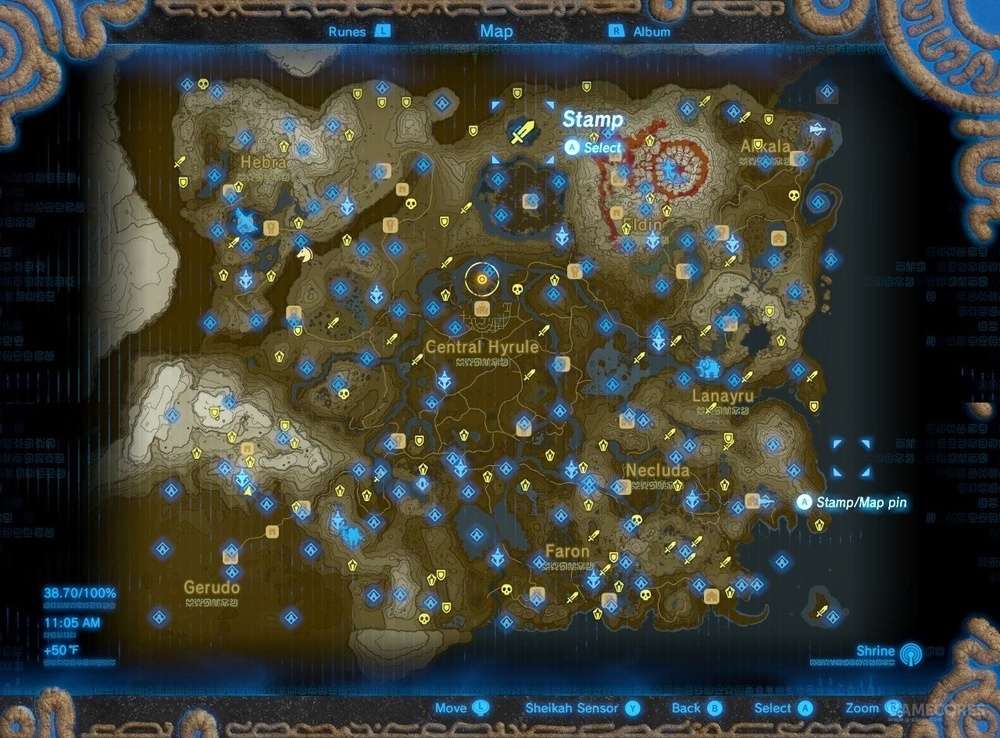 Runes L Map R Album
Stamp
A Select
Hebra
Akkala
Eldin
Central Hyrule
Lanayru
Necluda
A Stamp/Map pin
Faron
Gerudo
38.70/100%
11:05 AM
+50 °F
Shrine
Move L Sheikah Sensor Y Back B Select A Zoom
GAMECORES